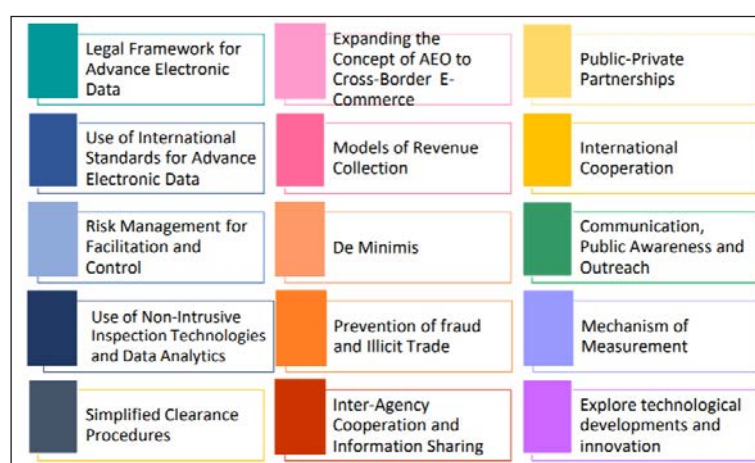 Legal Framework for
Advance Electronic
Data
Use of International
Standards for Advance
Electronic Data
Risk Management for
Facilitation and
Control
Use of Non-Intrusive
Inspection Technologies
and Data Analytics
Simplified Clearance
Procedures
Expanding the
Concept of AEO to
Cross-Border E-
Commerce
Models of Revenue
Collection
De Minimis
Prevention of fraud
and Illicit Trade
Inter-Agency
Cooperation and
Information Sharing
Public-Private
Partnerships
International
Cooperation
Communication,
Public Awareness and
Outreach
Mechanism of
Measurement
Explore technological
developments and
innovation